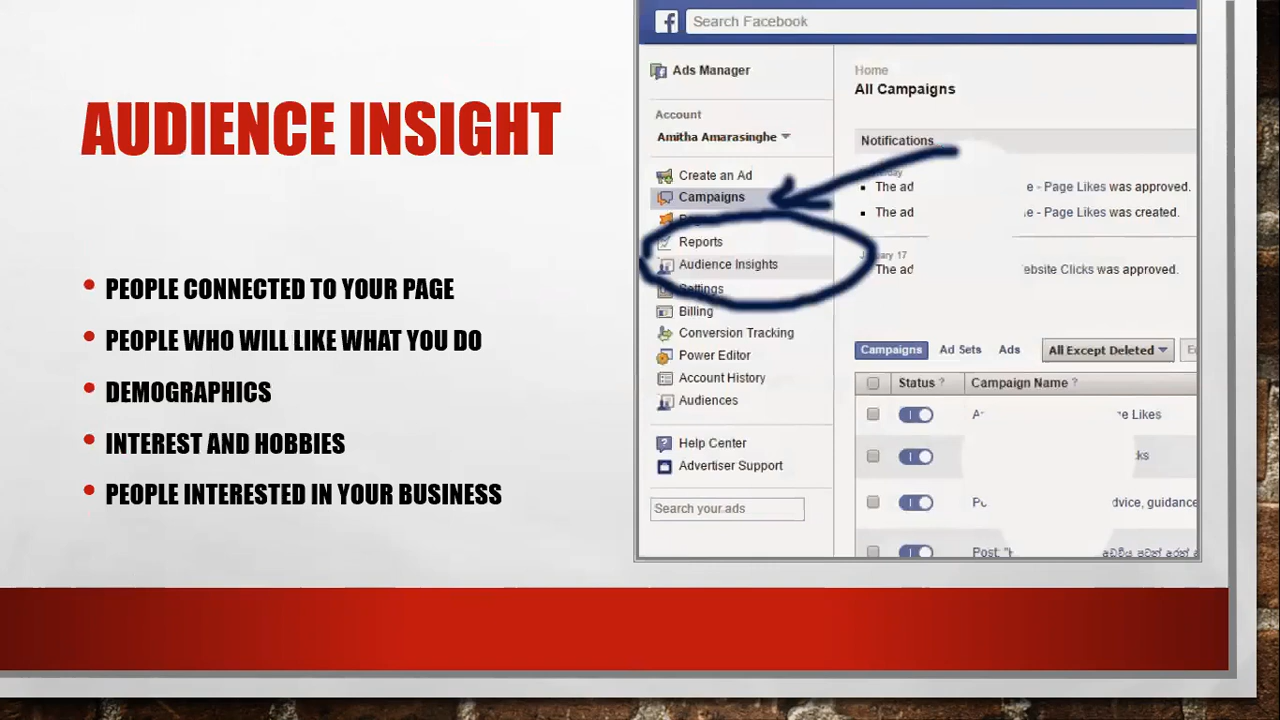 AUDIENCE INSIGHT
PEOPLE CONNECTED TO YOUR PAGE
PEOPLE WHO WILL LIKE WHAT YOU DO
DEMOGRAPHICS
INTEREST AND HOBBIES
PEOPLE INTERESTED IN YOUR BUSINESS
f Search Facebook
Ads Manager
Account
Amitha Amarasinghe
Create an Ad
Campaigns
Reports
Audience Insights
Settings
Billing
Conversion Tracking
Power Editor
Account History
Audiences
Help Center
Advertiser Support
Search your ads
Home
All Campaigns
Notifications
The ad e - Page Likes was approved.
The ad - Page Likes was created.
17
The ad Website Clicks was approved.
Campaigns Ad Sets Ads All Except Deleted
Status ? Campaign Name ?
Likes
guidance
Post: